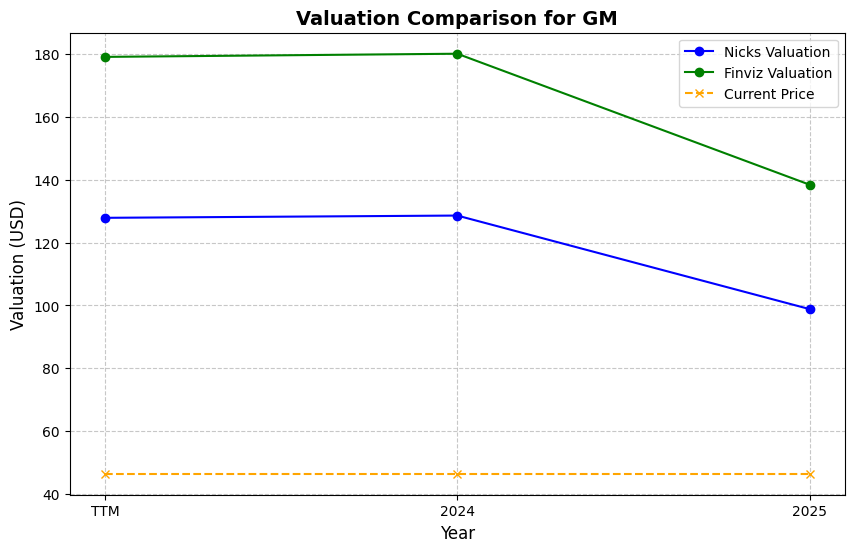 Valuation Comparison for GM
Nicks Valuation
Finviz Valuation
Current Price
Valuation (USD)
180
160
140
120
100
80
60
40
TTM
2024
2025
Year